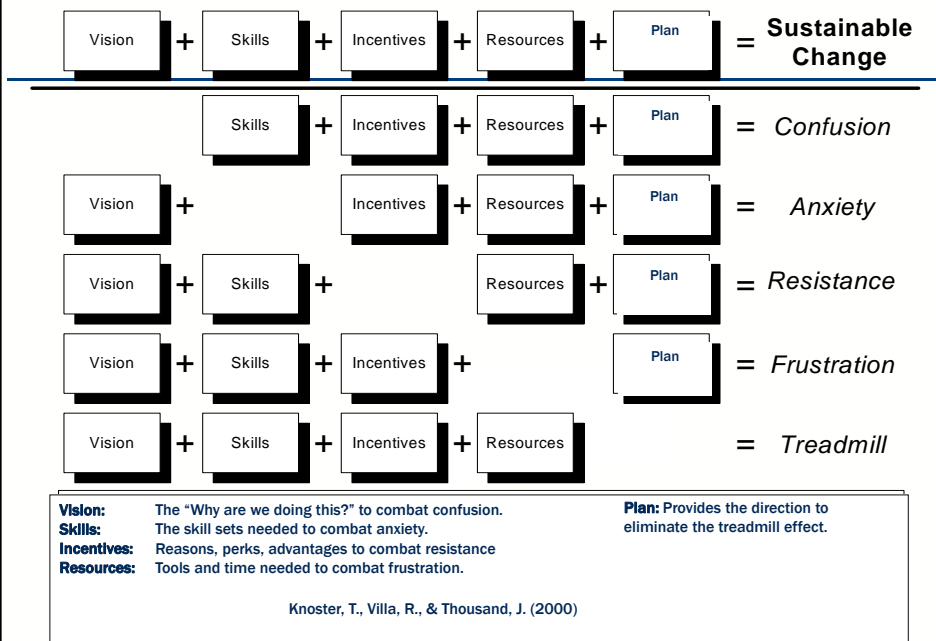 Vision + Skills + Incentives + Resources + Plan = Sustainable Change
Skills + Incentives + Resources + Plan = Confusion
Vision + Incentives + Resources + Plan = Anxiety
Vision + Skills + Resources + Plan = Resistance
Vision + Skills + Incentives + Plan = Frustration
Vision + Skills + Incentives + Resources = Treadmill
Vision: The “Why are we doing this?” to combat confusion.
Skills: The skill sets needed to combat anxiety.
Incentives: Reasons, perks, advantages to combat resistance
Resources: Tools and time needed to combat frustration.
Plan: Provides the direction to
eliminate the treadmill effect.
Knoster, T., Villa, R., & Thousand, J. (2000)